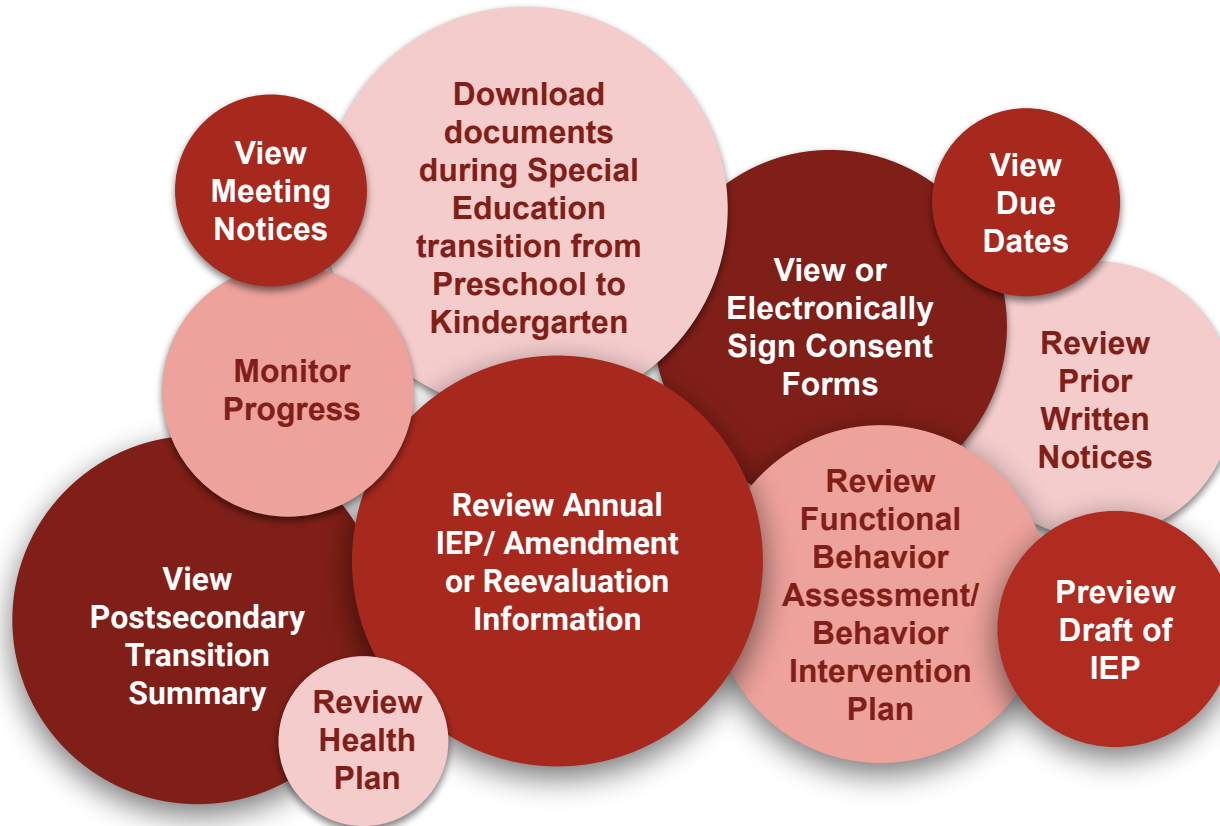 Download
documents
during Special
Education
transition from
Preschool to
Kindergarten
View
Meeting
Notices
View
Due
Dates
View or
Electronically
Sign Consent
Forms
Review
Prior
Written
Notices
Monitor
Progress
Review Annual
IEP/ Amendment
or Reevaluation
Information
Review
Functional
Behavior
Assessment/
Behavior
Intervention
Plan
View
Postsecondary
Transition
Summary
Preview
Draft of
IEP
Review
Health
Plan